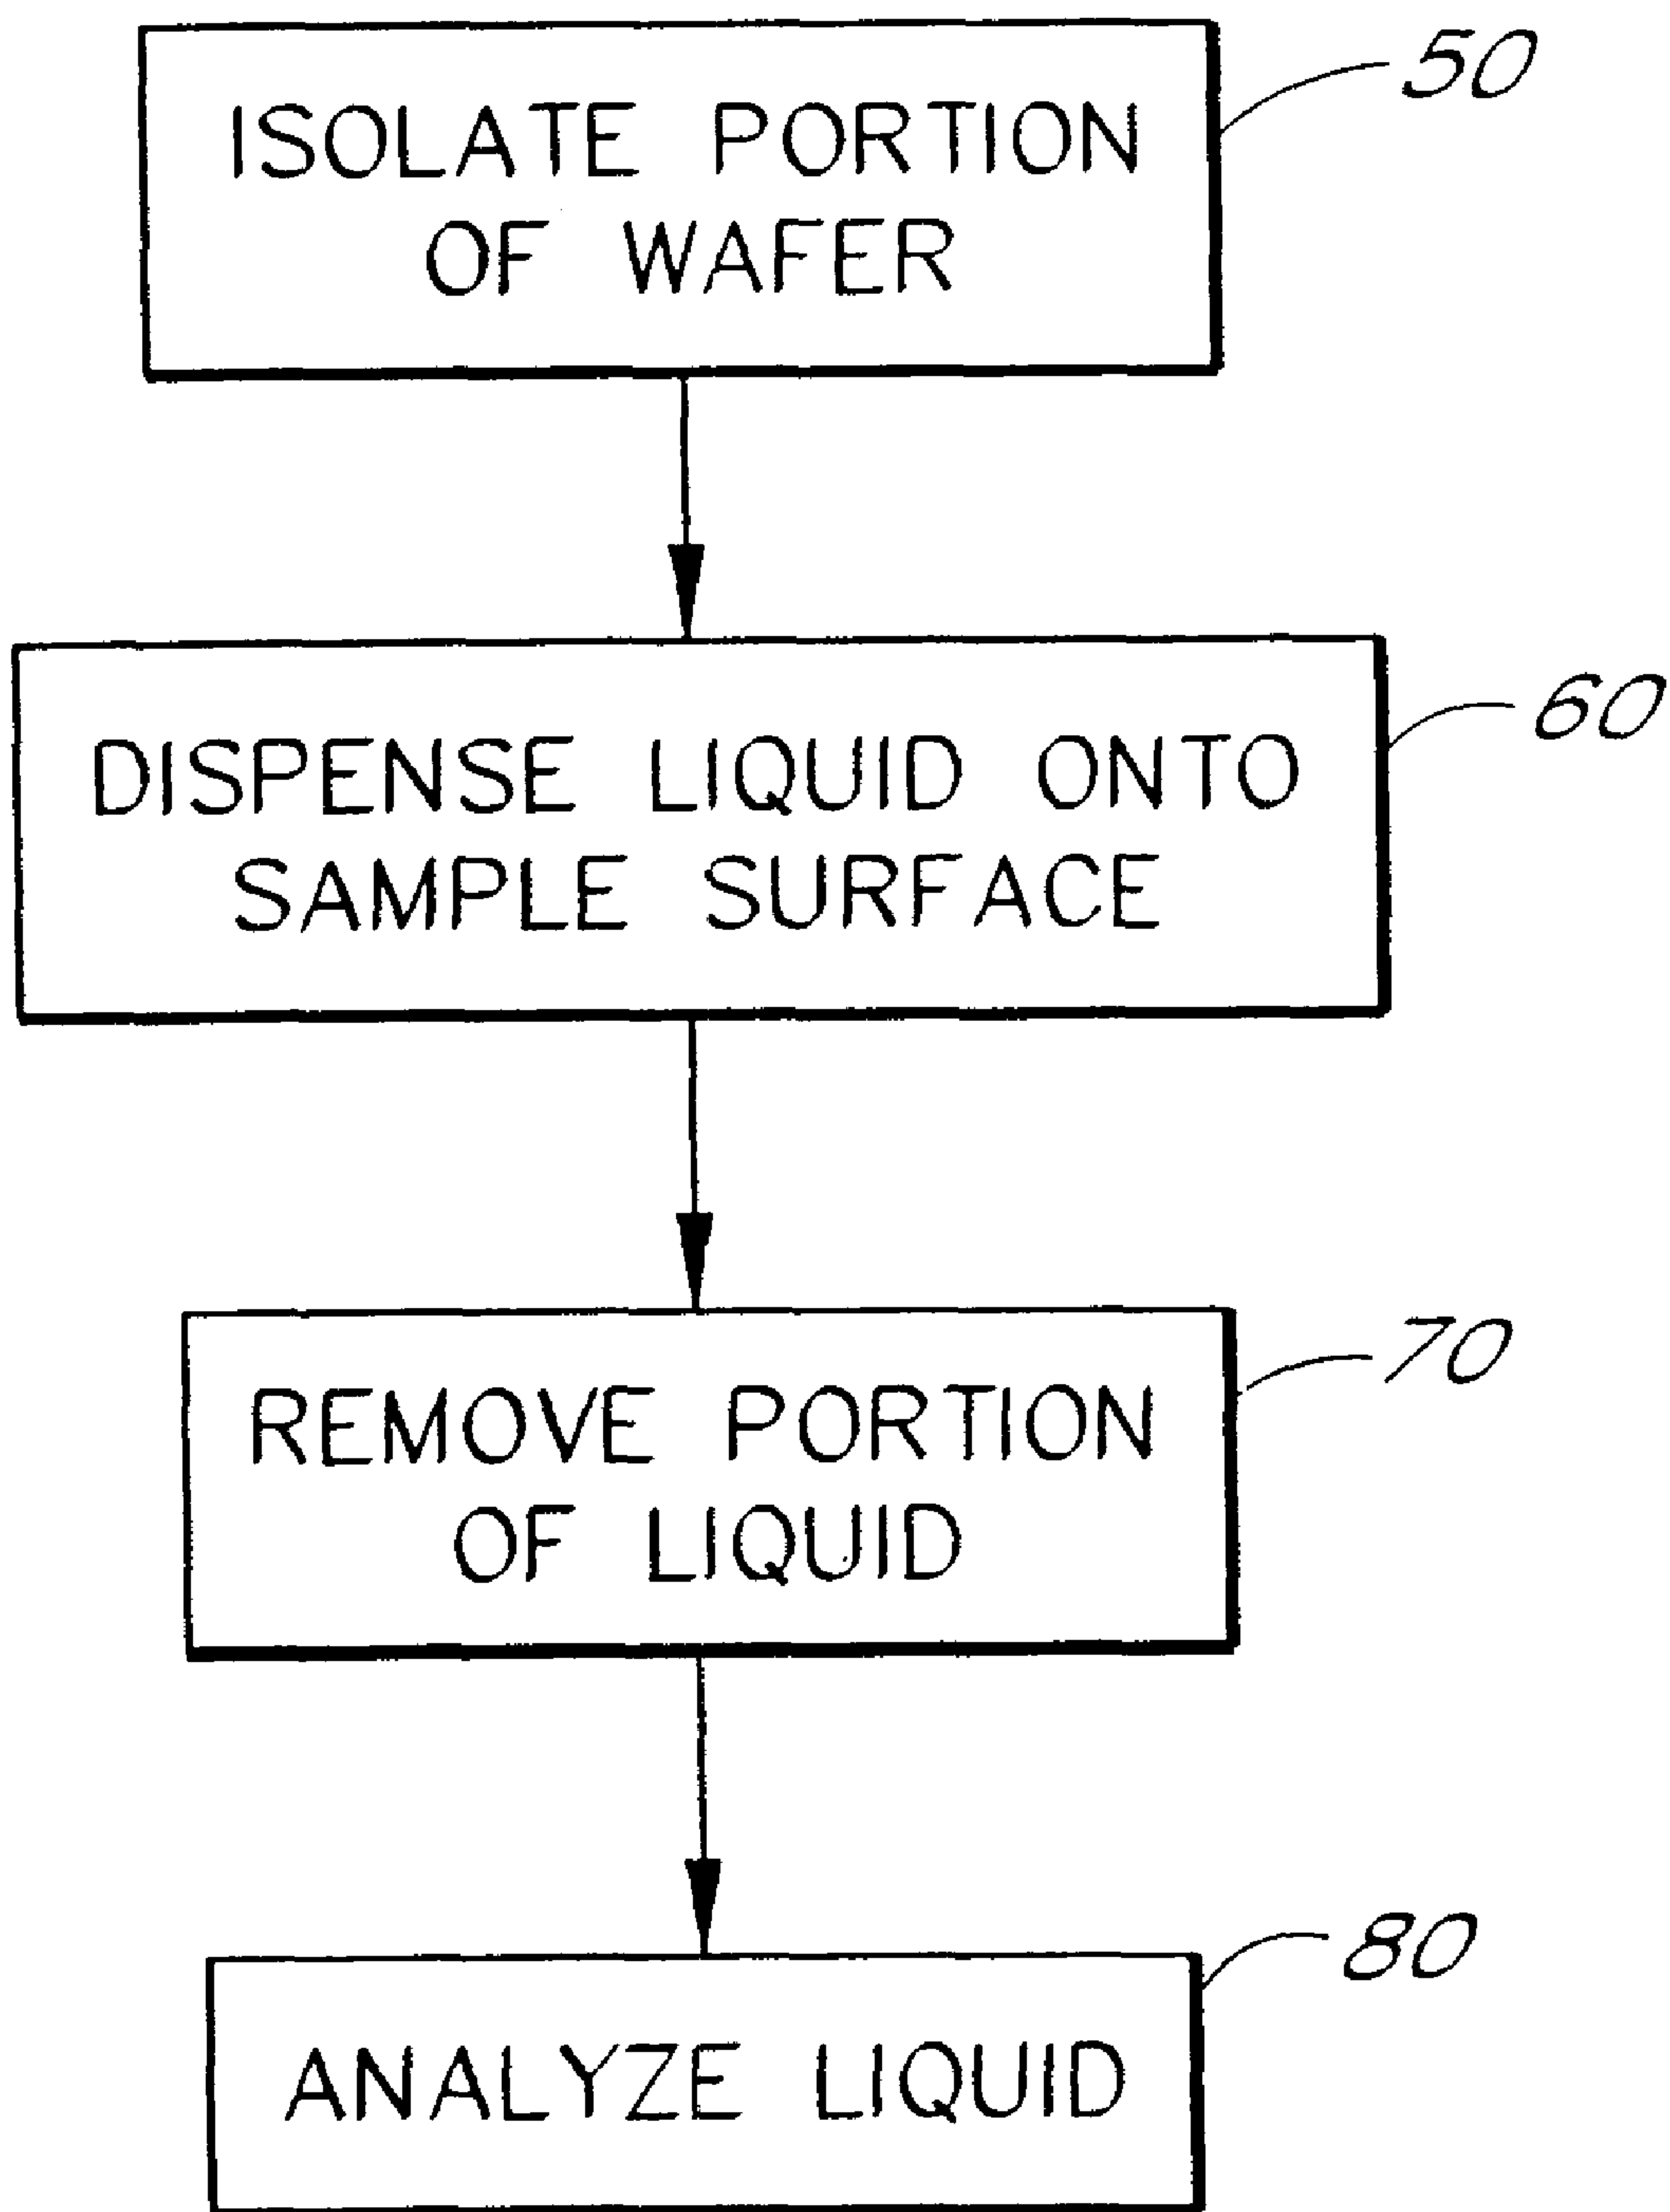 ISOLATE PORTION
OF WAFER
50
DISPENSE LIQUID ONTO
SAMPLE SURFACE
60
REMOVE PORTION
OF LIQUID
70
ANALYZE LIQUID
80